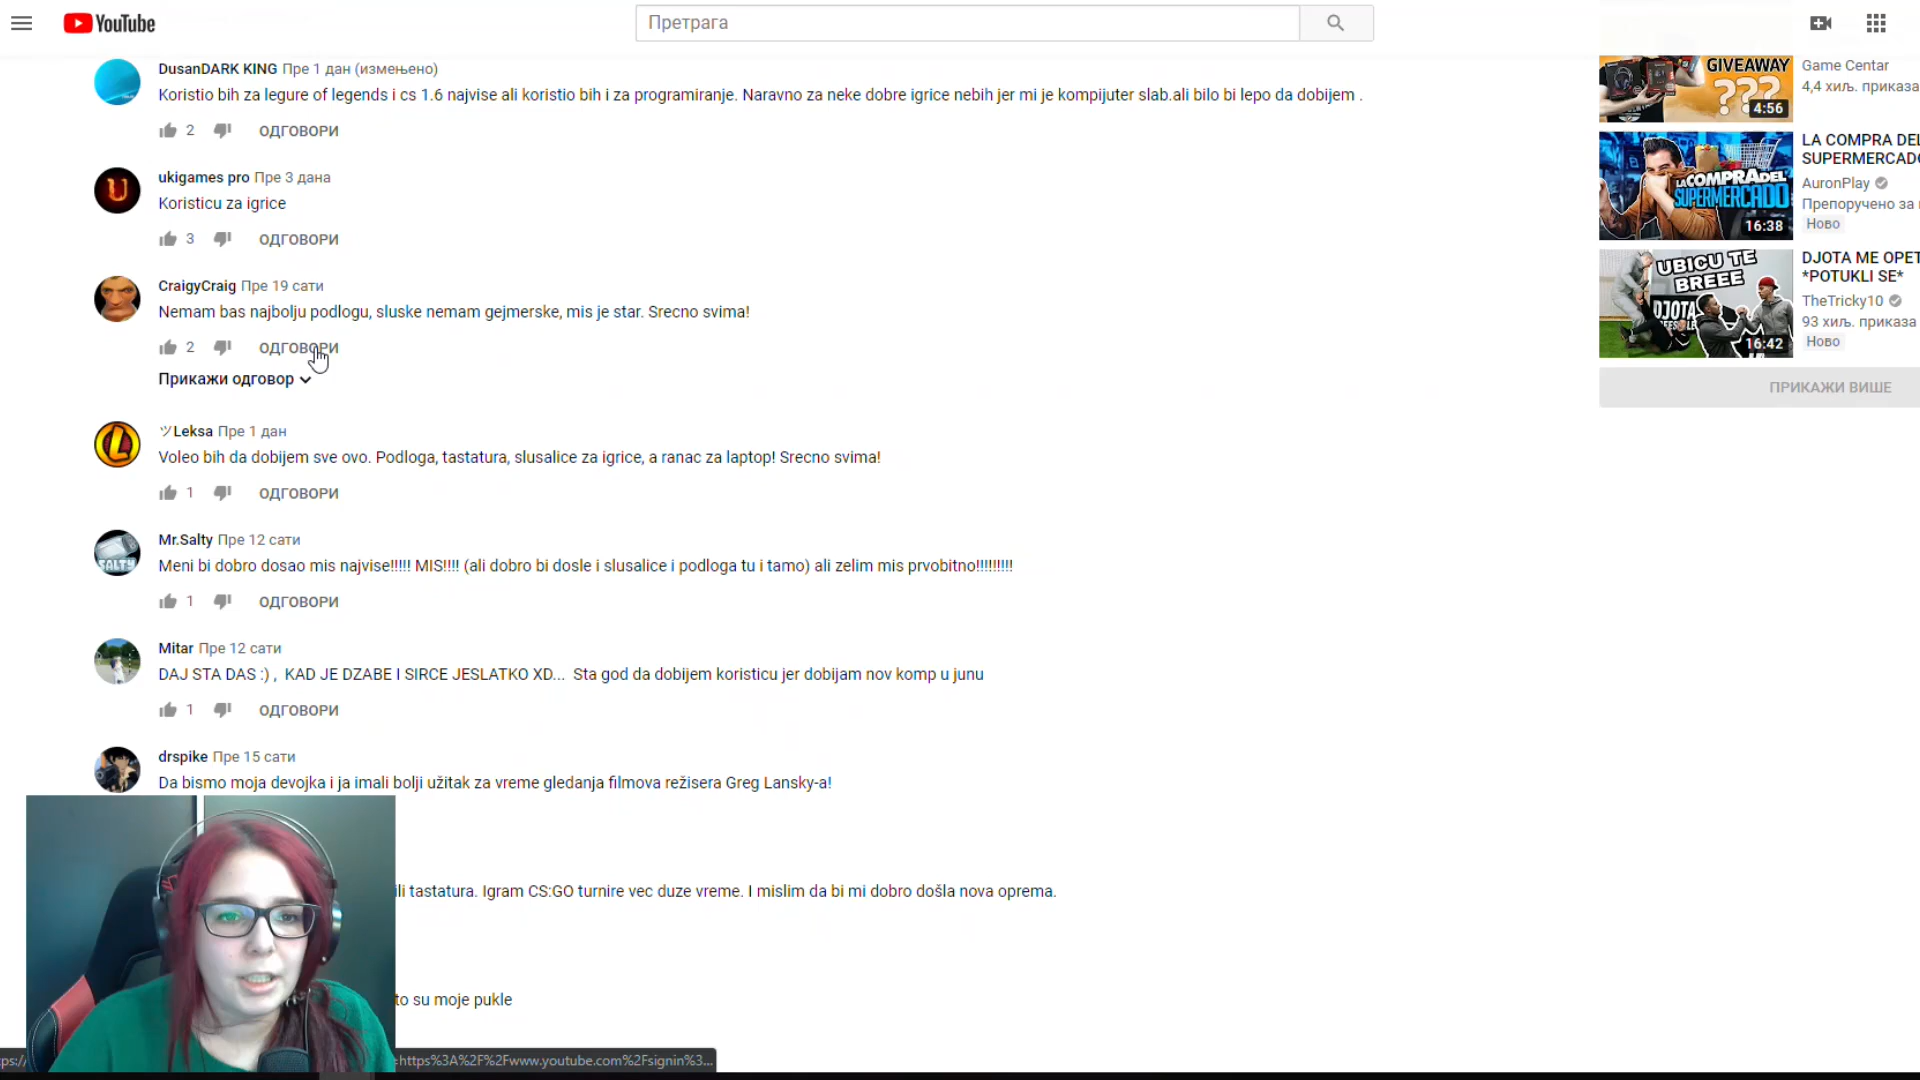 YouTube
Претрага
DusanDARK KING Пре 1 дан (измењено)
Koristio bih za legure of legends i cs 1.6 najvise ali koristio bih i za programiranje. Naravno za neke dobre igrice nebih jer mi je kompijuter slab.ali bilo bi lepo da dobijem .
2 ОДГОВОРИ
ukigames pro Пре 3 дана
Koristicu za igrice
3 ОДГОВОРИ
CraigyCraig Пре 19 сати
Nemam bas najbolju podlogu, sluske nemam gejmerske, mis je star. Srecno svima!
2 ОДГОВОРИ
Прикажи одговор
ツLeksa Пре 1 дан
Voleo bih da dobijem sve ovo. Podloga, tastatura, slusalice za igrice, a ranac za laptop! Srecno svima!
1 ОДГОВОРИ
Mr.Salty Пре 12 сати
Meni bi dobro dosao mis najvise!!!!! MIS!!!! (ali dobro bi dosle i slusalice i podloga tu i tamo) ali zelim mis prvobitno!!!!!!!!!
SALTY
1 ОДГОВОРИ
Mitar Пре 12 сати
DAJ STA DAS :) , KAD JE DZABE I SIRCE JESLATKO XD... Sta god da dobijem koristicu jer dobijam nov komp u junu
1 ОДГОВОРИ
drspike Пре 15 сати
Da bismo moja devojka i ja imali bolji užitak za vreme gledanja filmova režisera Greg Lansky-a!
ili tastatura. Igram CS:GO turnire vec duze vreme. I mislim da bi mi dobro došla nova oprema.
to su moje pukle
https%3A%2F%2Fwww.youtube.com%2Fsignin%3...
GIVEAWAY
???
4:56
Game Centar
4,4 хиљ. приказа
LA COMPRA DEL
SUPERMERCADO
16:38
LA COMPRA DEL
SUPERMERCADO
AuronPlay
Препоручено за
Ново
UBICU TE
BREEE
DJOTA
16:42
DJOTA ME OPET
*POTUKLI SE*
TheTricky10
93 хиљ. приказа
Ново
ПРИКАЖИ ВИШЕ